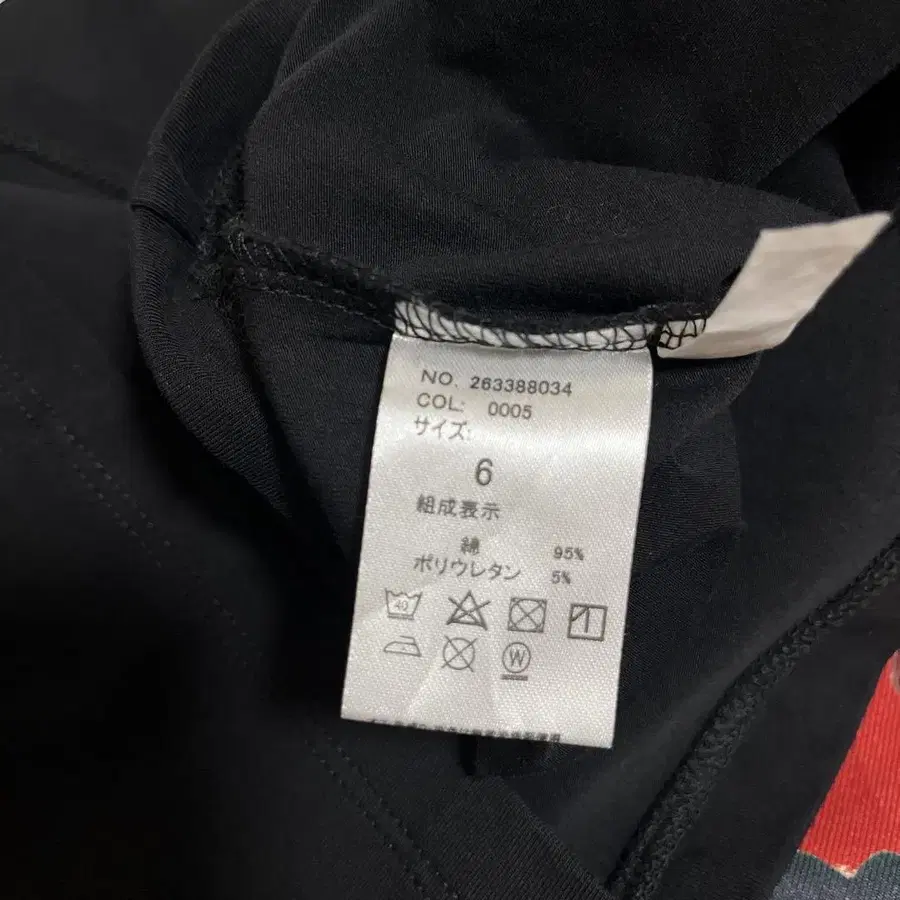 NO. 263388034
COL: 0005
サイズ:
6
組成表示
綿 95%
ポリウレタン 5%
40
W